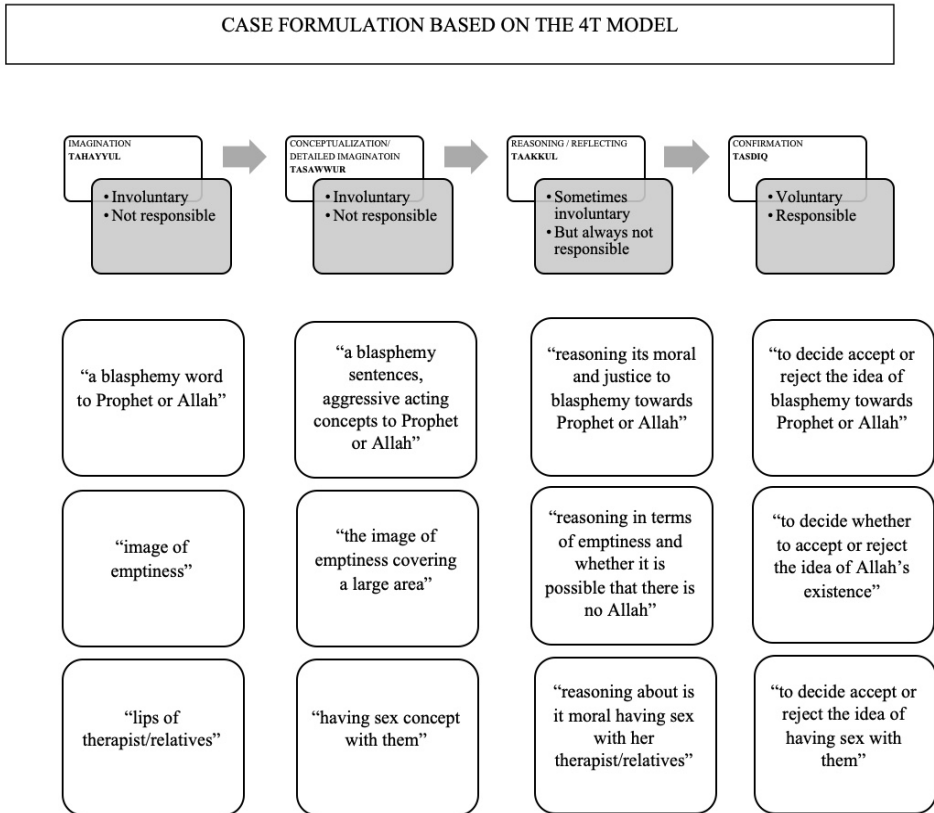 CASE FORMULATION BASED ON THE 4T MODEL
IMAGINATION
TAHAYYUL
• Involuntary
• Not responsible
CONCEPTUALIZATION/
DETAILED IMAGINATOIN
TASAWWUR
• Involuntary
• Not responsible
REASONING / REFLECTING
TAAKKUL
• Sometimes
involuntary
• But always not
responsible
CONFIRMATION
TASDIQ
• Voluntary
• Responsible
“a blasphemy word
to Prophet or Allah”
“a blasphemy
sentences,
aggressive acting
concepts to Prophet
or Allah”
“reasoning its moral
and justice to
blasphemy towards
Prophet or Allah”
“to decide accept or
reject the idea of
blasphemy towards
Prophet or Allah”
“image of
emptiness”
“the image of
emptiness covering
a large area”
“reasoning in terms
of emptiness and
whether it is
possible that there is
no Allah”
“to decide whether
to accept or reject
the idea of Allah’s
existence”
“lips of
therapist/relatives”
“having sex concept
with them”
“reasoning about is
it moral having sex
with her
therapist/relatives”
“to decide accept or
reject the idea of
having sex with
them”